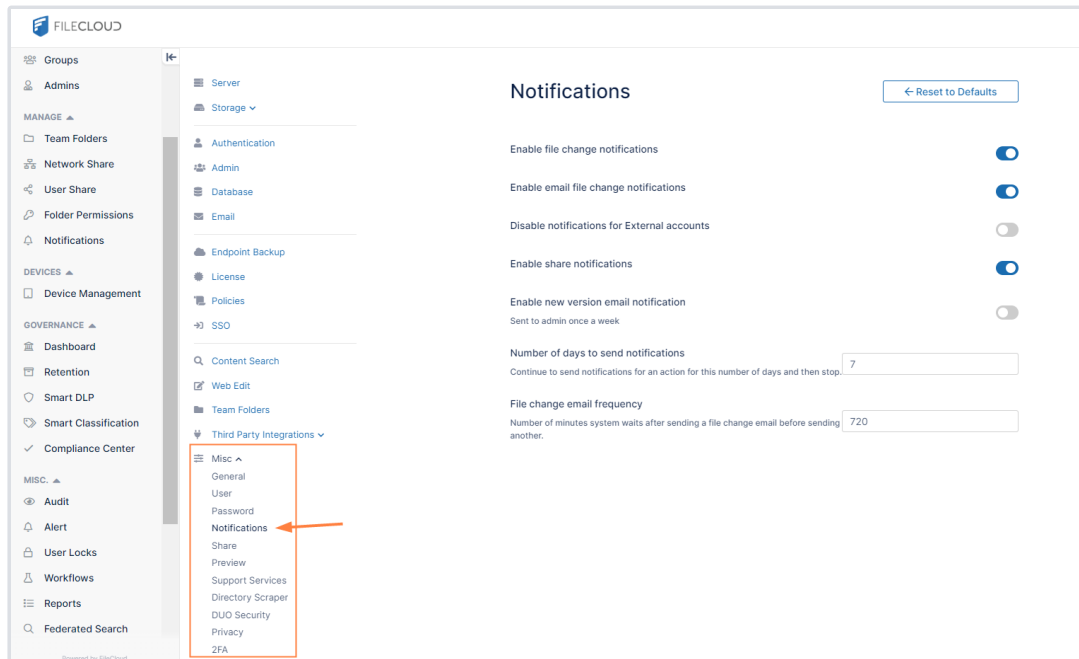 FILECLOUD
Groups
Admins
MANAGE
Team Folders
Network Share
User Share
Folder Permissions
Notifications
DEVICES
Device Management
GOVERNANCE
Dashboard
Retention
Smart DLP
Smart Classification
Compliance Center
MISC.
Audit
Alert
User Locks
Workflows
Reports
Federated Search
Powered by FileCloud
Server
Storage
Authentication
Admin
Database
Email
Endpoint Backup
License
Policies
SSO
Content Search
Web Edit
Team Folders
Third Party Integrations
Misc
General
User
Password
Notifications
Share
Preview
Support Services
Directory Scraper
DUO Security
Privacy
2FA
Notifications
Reset to Defaults
Enable file change notifications
Enable email file change notifications
Disable notifications for External accounts
Enable share notifications
Enable new version email notification
Sent to admin once a week
Number of days to send notifications
Continue to send notifications for an action for this number of days and then stop.
7
File change email frequency
Number of minutes system waits after sending a file change email before sending
another.
720